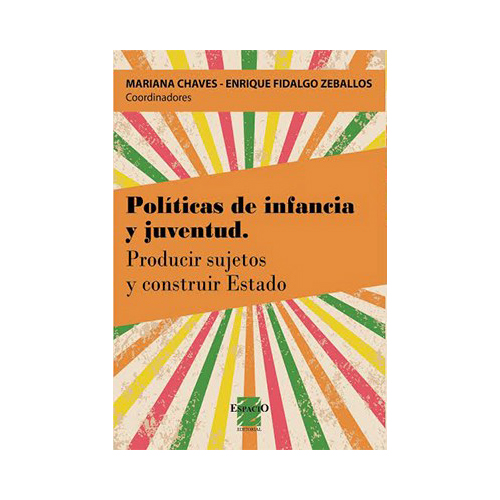 MARIANA CHAVES - ENRIQUE FIDALGO ZEBALLOS
Coordinadores
Políticas de infancia
y juventud.
Producir sujetos
y construir Estado
ESPACIO
EDITORIAL